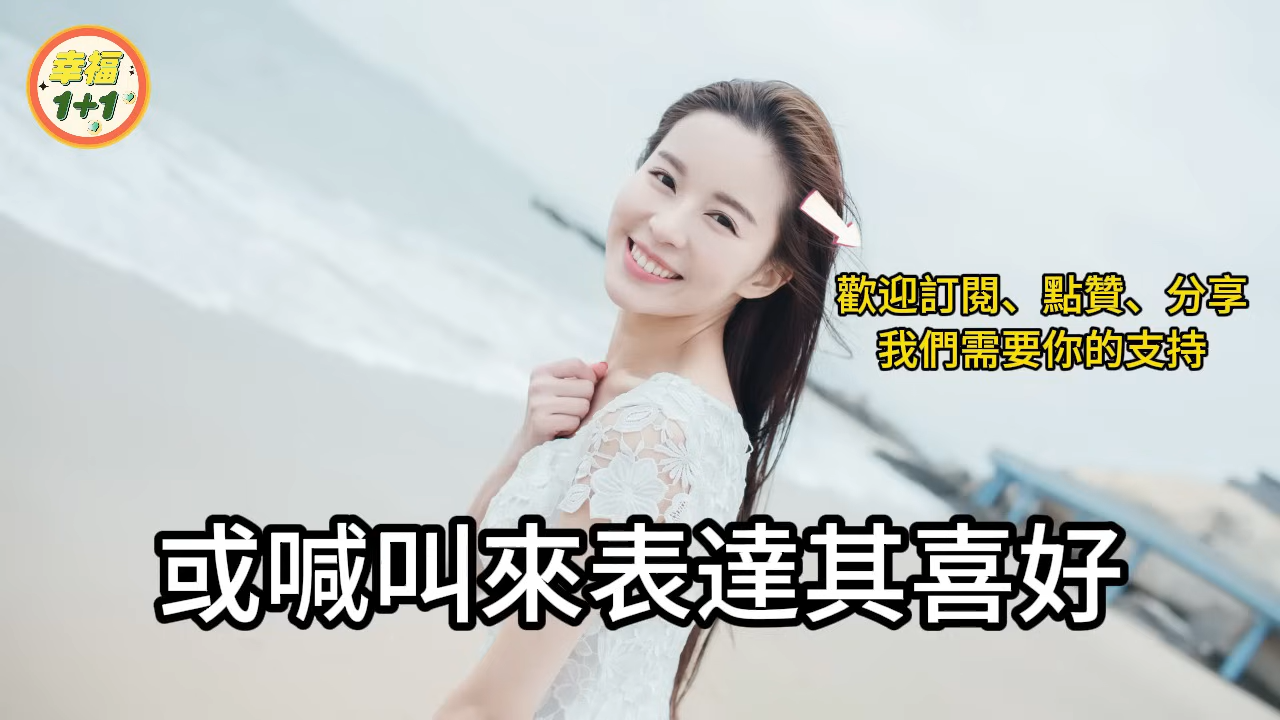 幸福
1+1
歡迎訂閱、點贊、分享
我們需要你的支持
或喊叫來表達其喜好